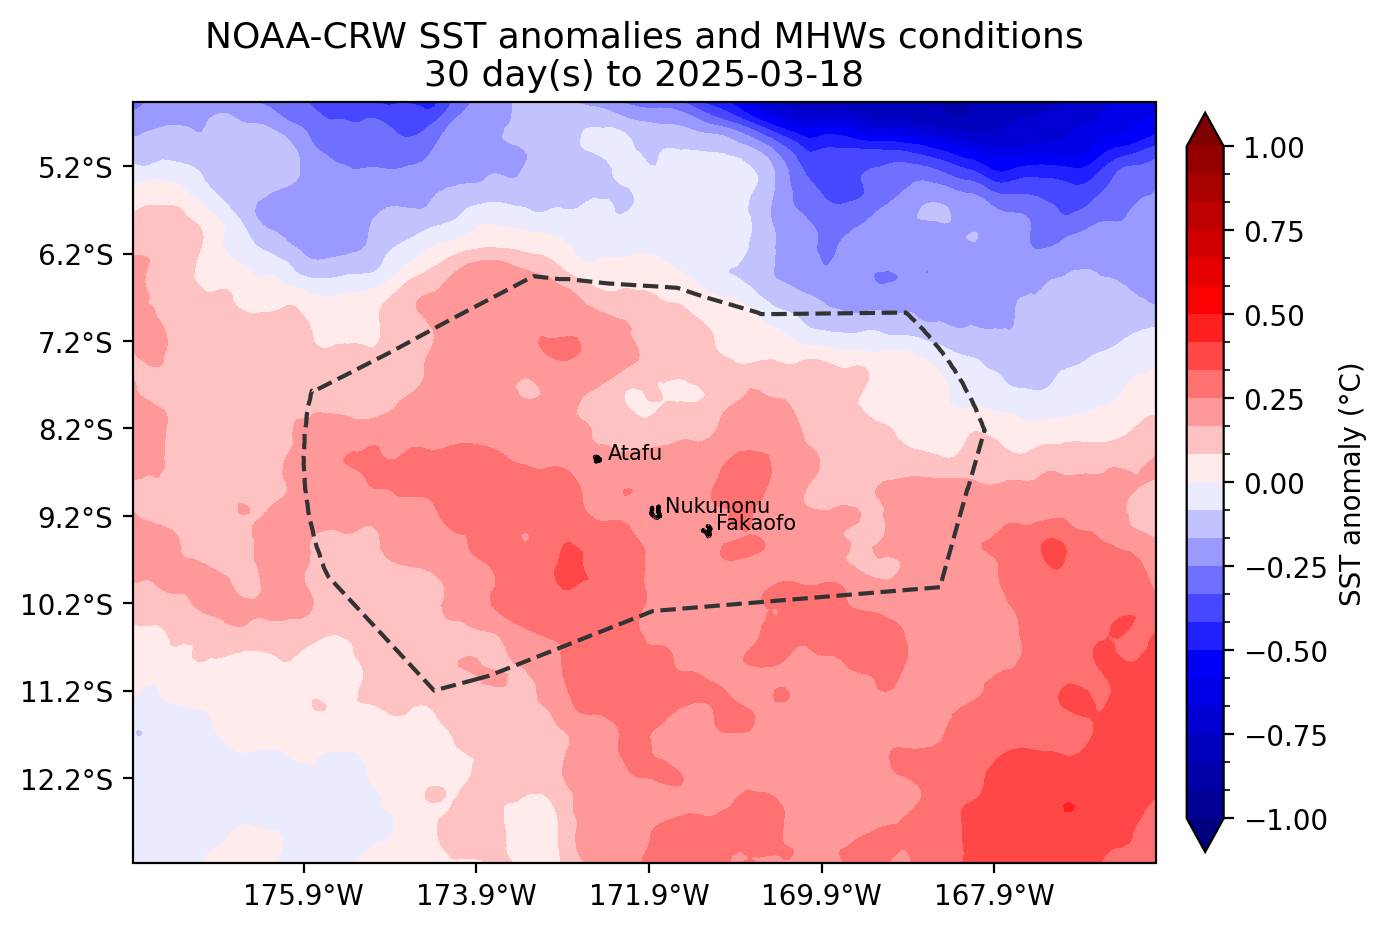 NOAA-CRW SST anomalies and MHWs conditions
30 day(s) to 2025-03-18
5.2°S
6.2°S
7.2°S
8.2°S
9.2°S
10.2°S
11.2°S
12.2°S
Atafu
Nukunonu
Fakaofo
175.9°W
173.9°W
171.9°W
169.9°W
167.9°W
1.00
0.75
0.50
0.25
0.00
−0.25
−0.50
−0.75
−1.00
SST anomaly (°C)